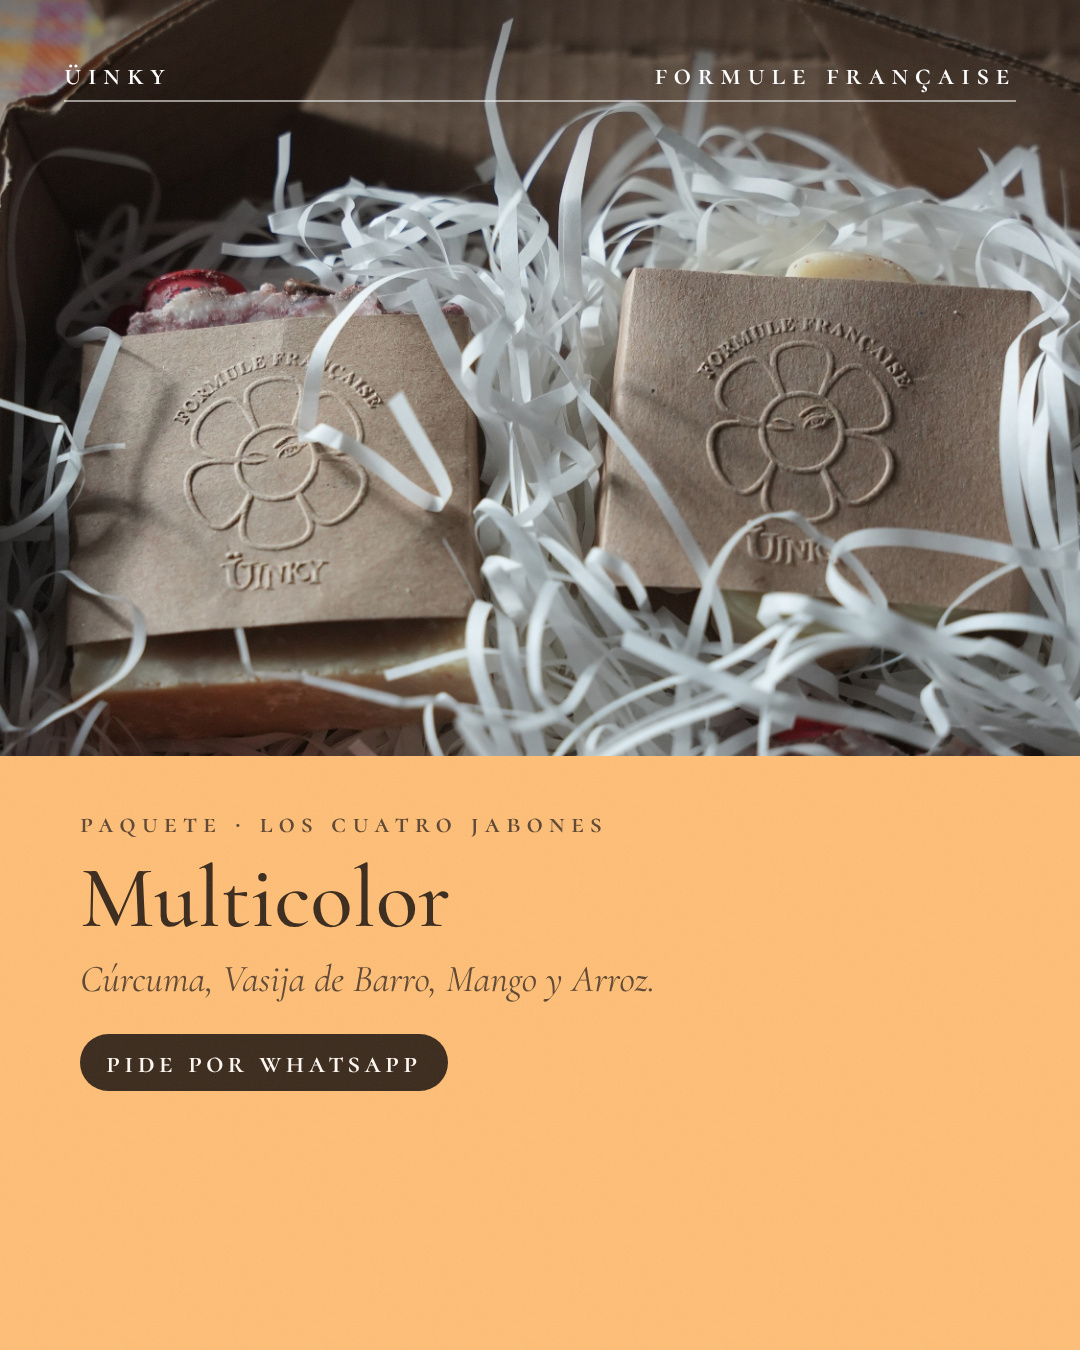 ÜINKY
FORMULE FRANÇAISE
FORMULE FRANÇAISE
ÜINKY
FORMULE FRANÇAISE
ÜINKY
PAQUETE · LOS CUATRO JABONES
Multicolor
Cúrcuma, Vasija de Barro, Mango y Arroz.
PIDE POR WHATSAPP